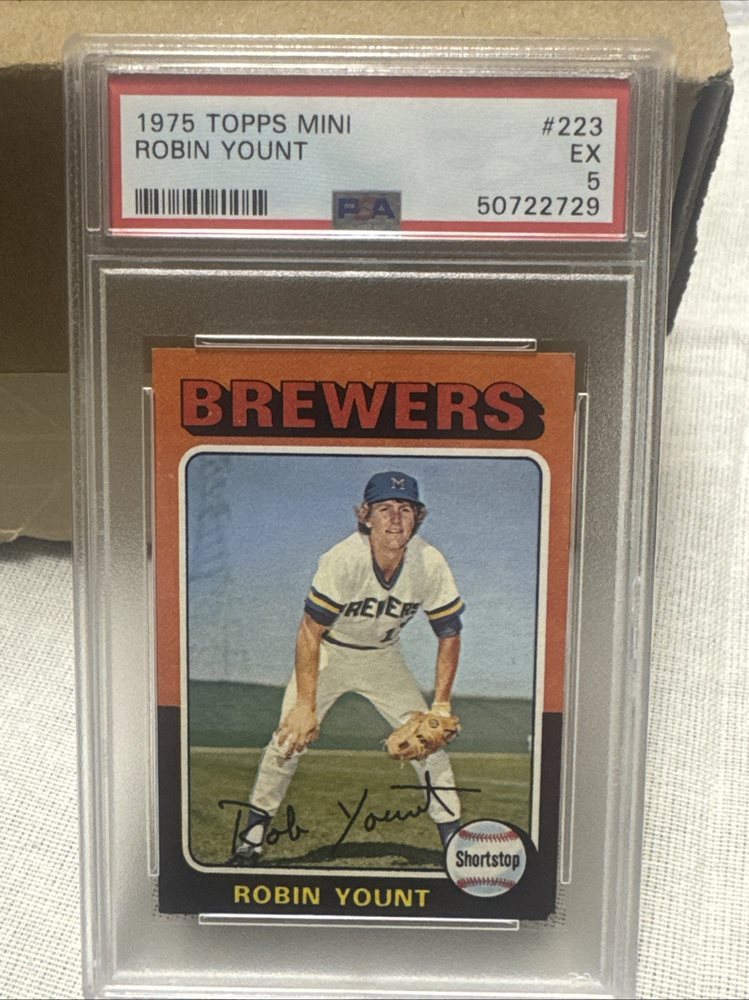 1975 TOPPS MINI #223
ROBIN YOUNT EX
5
PSA 50722729
BREWERS
M
BREWERS
Rob Yount
Shortstop
ROBIN YOUNT